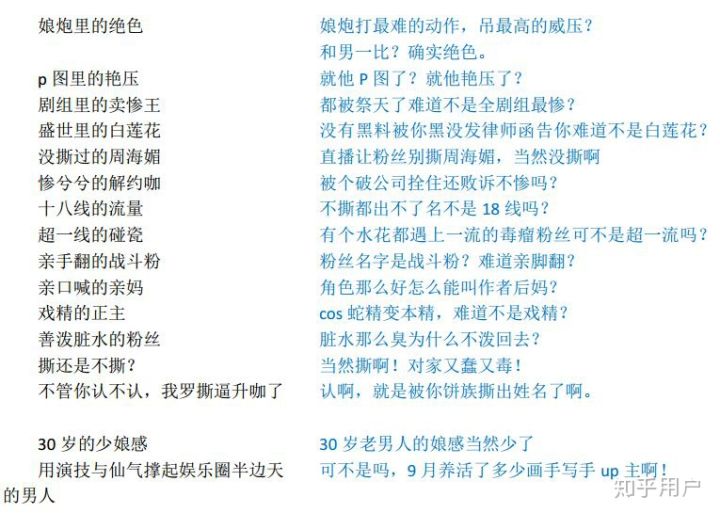 娘炮里的绝色 娘炮打最难的动作，吊最高的威压？
和男一比？确实绝色。
p 图里的艳压 就他 P 图了？就他艳压了？
剧组里的卖惨王 都被祭天了难道不是全剧组最惨？
盛世里的白莲花 没有黑料被你黑没发律师函告你难道不是白莲花？
没撕过的周海媚 直播让粉丝别撕周海媚，当然没撕啊
惨兮兮的解约咖 被个破公司拴住还败诉不惨吗？
十八线的流量 不撕都出不了名不是 18 线吗？
超一线的碰瓷 有个水花都遇上一流的毒瘤粉丝可不是超一流吗？
亲手翻的战斗粉 粉丝名字是战斗粉？难道亲脚翻？
亲口喊的亲妈 角色那么好怎么能叫作者后妈？
戏精的正主 cos 蛇精变本精，难道不是戏精？
善泼脏水的粉丝 脏水那么臭为什么不泼回去？
撕还是不撕？ 当然撕啊！对家又蠢又毒！
不管你认不认，我罗撕逼升咖了 认啊，就是被你饼族撕出姓名了啊。
30 岁的少娘感 30 岁老男人的娘感当然少了
用演技与仙气撑起娱乐圈半边天 可不是吗，9 月养活了多少画手写手 up 主啊！
的男人
知乎用户